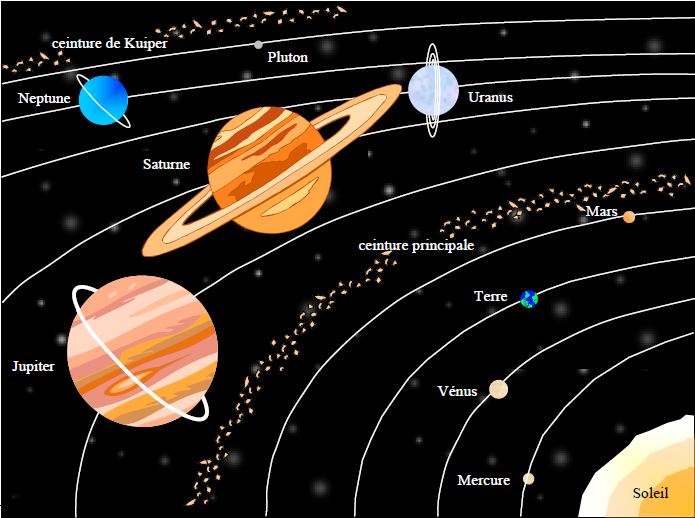 ceinture de Kuiper
Pluton
Neptune
Uranus
Saturne
Mars
ceinture principale
Terre
Jupiter
Vénus
Mercure
Soleil